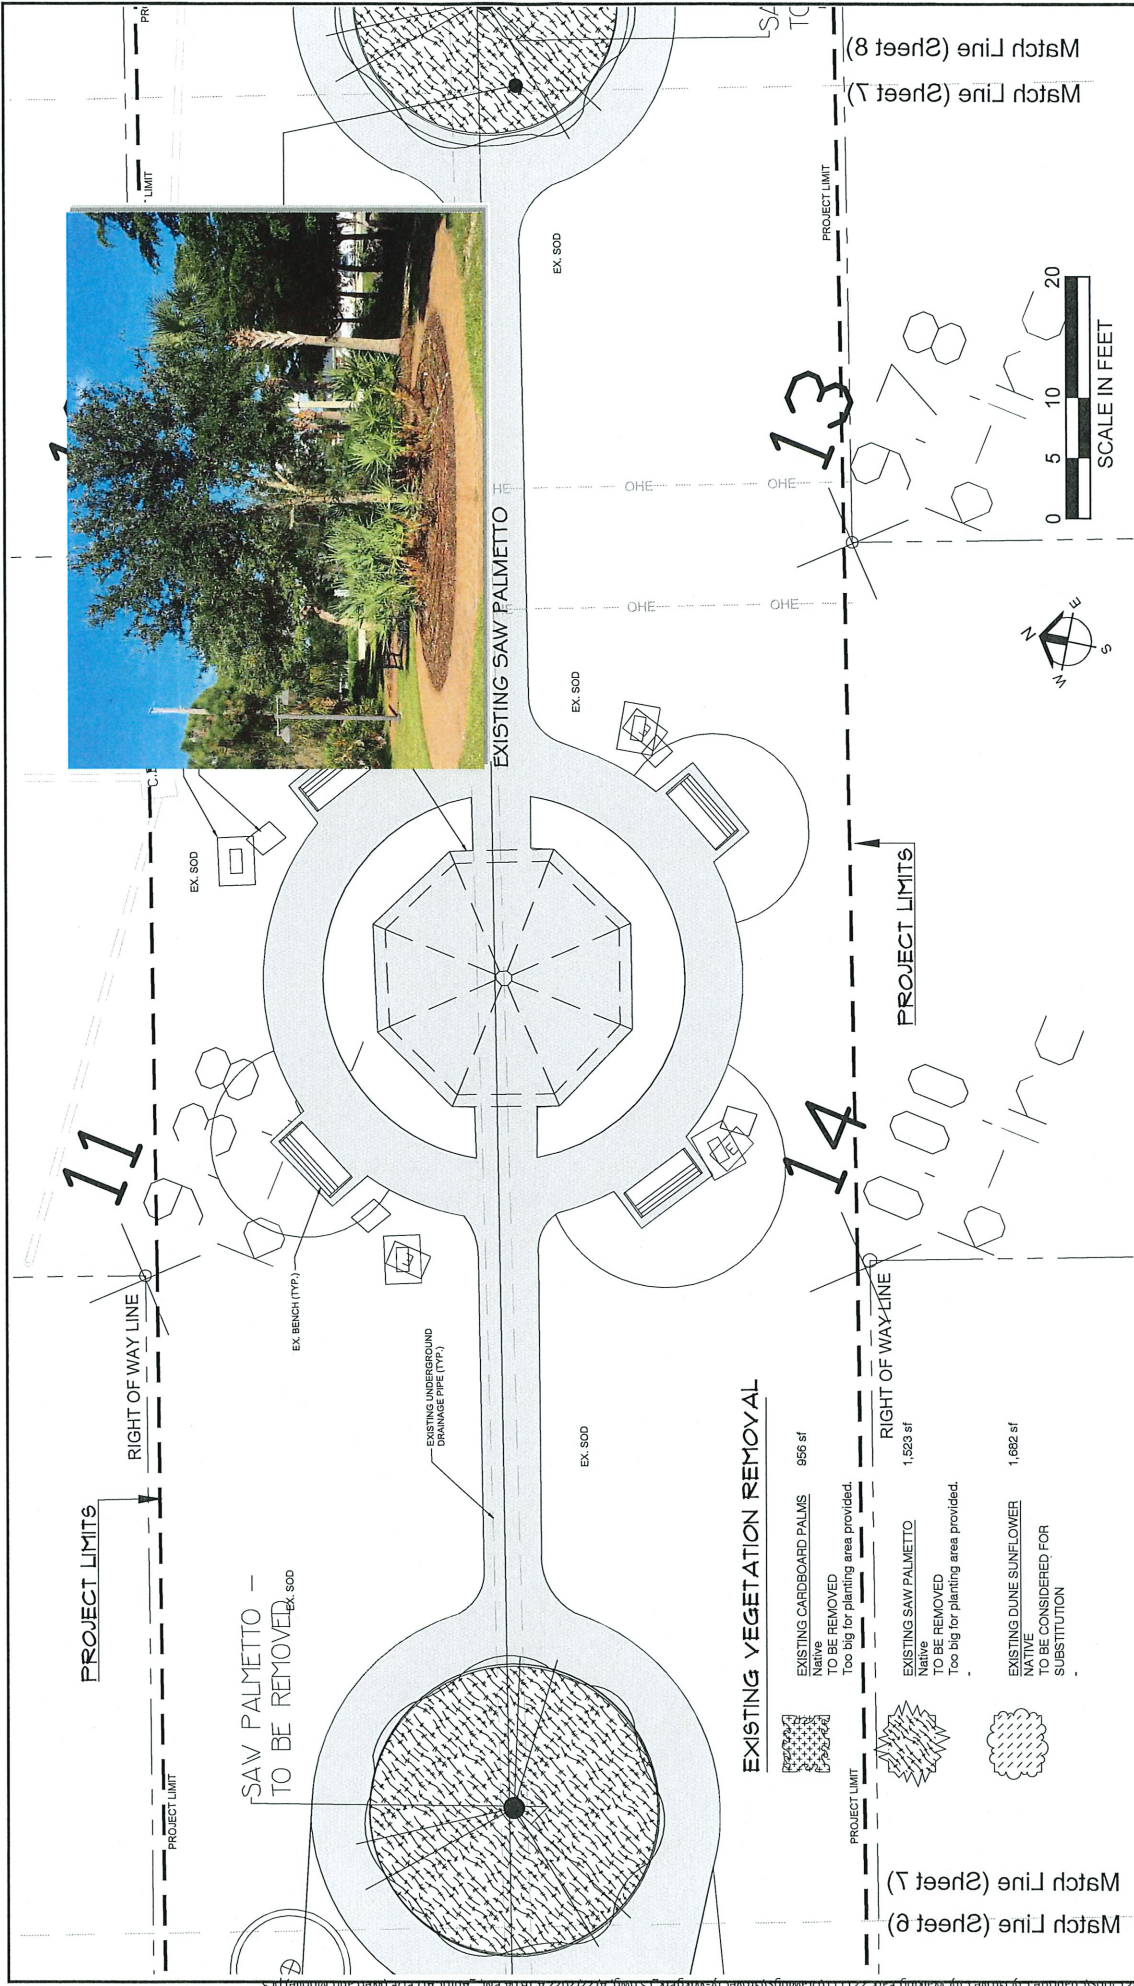 Match Line (Sheet 8)
Match Line (Sheet 7)
PROJECT LIMIT
LIMIT
EX. SOD
13
OHE
OHE
OHE
OHE
EXISTING SAW PALMETTO
0 5 10 20
SCALE IN FEET
N
E
S
W
EX. SOD
EX. SOD
PROJECT LIMITS
11
14
RIGHT OF WAY LINE
EX. BENCH (TYP.)
EXISTING UNDERGROUND
DRAINAGE PIPE (TYP.)
EX. SOD
RIGHT OF WAY LINE
PROJECT LIMITS
SAW PALMETTO -
TO BE REMOVED
EX. SOD
PROJECT LIMIT
EXISTING VEGETATION REMOVAL
EXISTING CARDBOARD PALMS 956 sf
Native
TO BE REMOVED
Too big for planting area provided.
EXISTING SAW PALMETTO 1,523 sf
Native
TO BE REMOVED
Too big for planting area provided.
-
EXISTING DUNE SUNFLOWER 1,682 sf
NATIVE
TO BE CONSIDERED FOR
SUBSTITUTION
-
PROJECT LIMIT
Match Line (Sheet 7)
Match Line (Sheet 6)